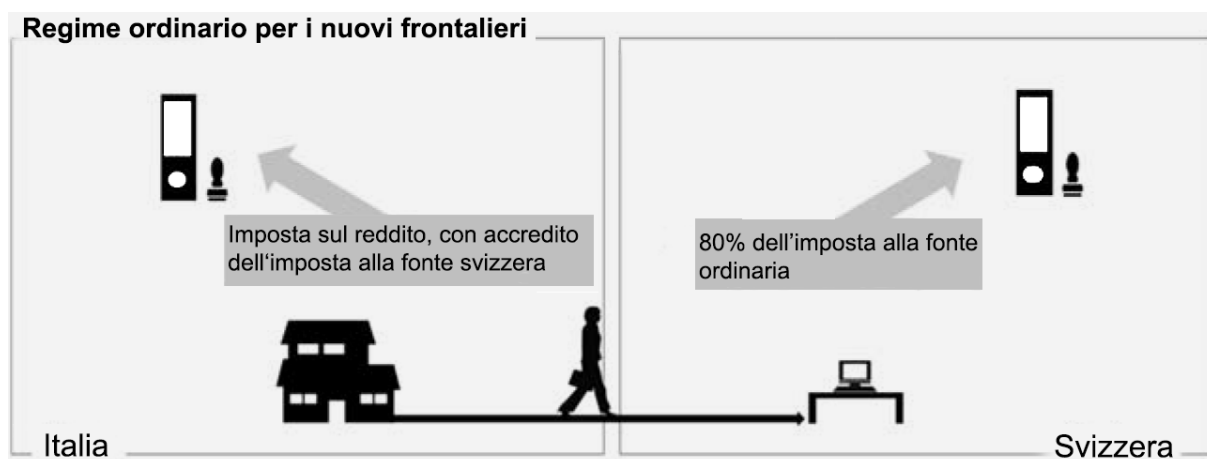 Regime ordinario per i nuovi frontalieri
Imposta sul reddito, con accredito
dell‘imposta alla fonte svizzera
80% dell’imposta alla fonte
ordinaria
Italia
Svizzera